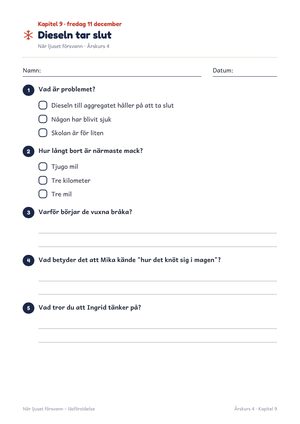 Kapitel 9 · fredag 11 december
Dieseln tar slut
När ljuset försvann · Årskurs 4
Namn:
Datum:
1 Vad är problemet?
Dieseln till aggregatet håller på att ta slut
Någon har blivit sjuk
Skolan är för liten
2 Hur långt bort är närmaste mack?
Tjugo mil
Tre kilometer
Tre mil
3 Varför börjar de vuxna bråka?
4 Vad betyder det att Mika kände "hur det knöt sig i magen"?
5 Vad tror du att Ingrid tänker på?
När ljuset försvann · läsförståelse
Årskurs 4 · Kapitel 9